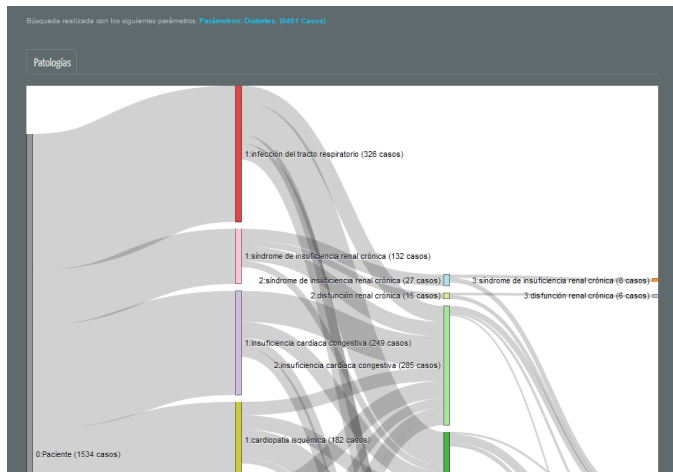 Búsqueda realizada con los siguientes parámetros: Parámetros: Diabetes. (6461 Casos)
Patologías
1:infección del tracto respiratorio (326 casos)
1:síndrome de insuficiencia renal crónica (132 casos)
2:síndrome de insuficiencia renal crónica (27 casos)
3:síndrome de insuficiencia renal crónica (8 casos)
2:disfunción renal crónica (15 casos)
3:disfunción renal crónica (6 casos)
1:insuficiencia cardíaca congestiva (249 casos)
2:insuficiencia cardíaca congestiva (285 casos)
1:cardiopatía isquémica (182 casos)
0:Paciente (1534 casos)